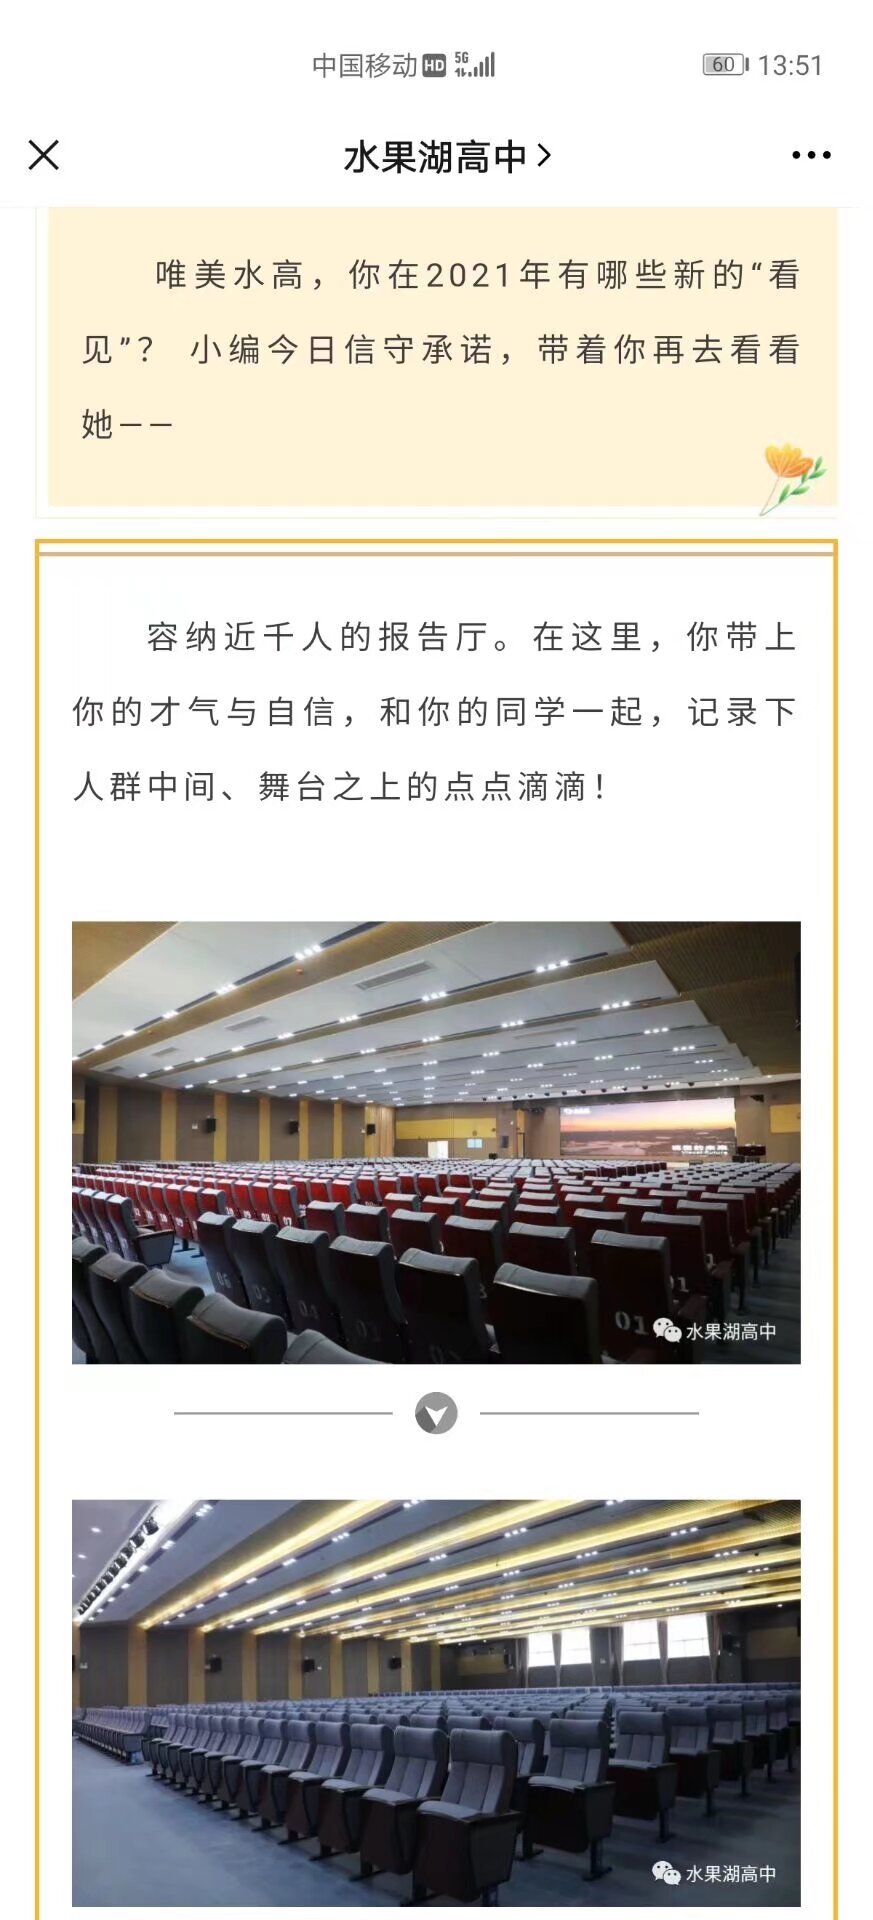 中国移动 HD 5G 60 13:51
水果湖高中
唯美水高，你在2021年有哪些新的“看
见”？ 小编今日信守承诺，带着你再去看看
她——
容纳近千人的报告厅。在这里，你带上
你的才气与自信，和你的同学一起，记录下
人群中间、舞台之上的点点滴滴！
01
水果湖高中
水果湖高中